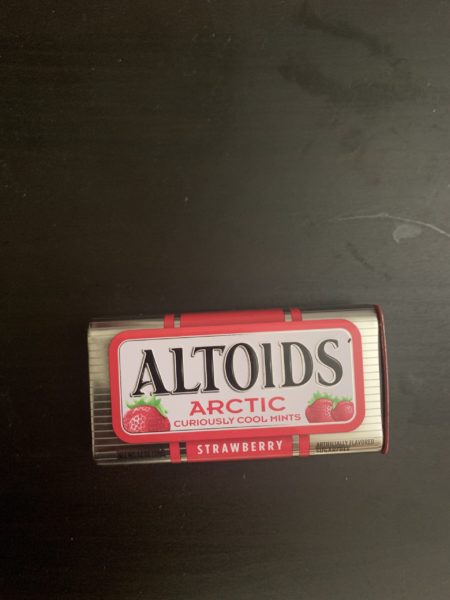 ALTOIDS
ARCTIC
CURIOUSLY COOL MINTS
STRAWBERRY
ARTIFICIALLY FLAVORED